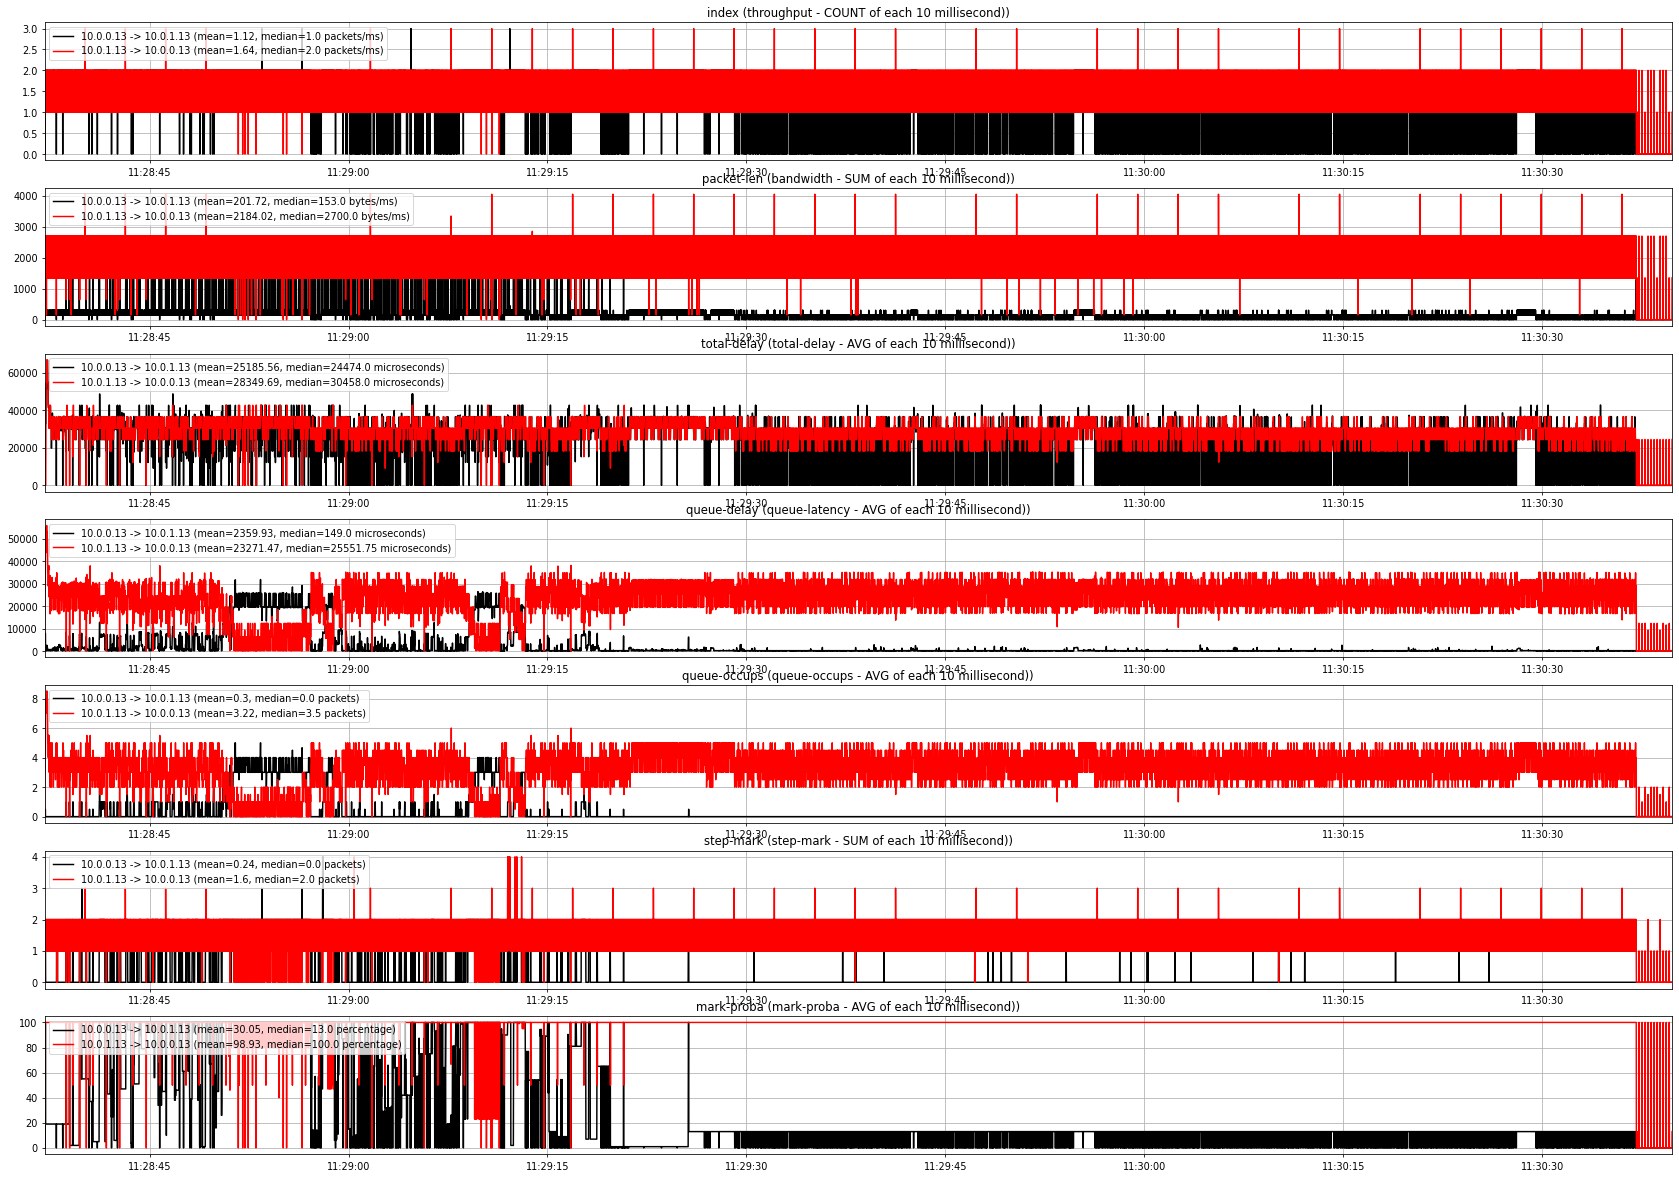 index (throughput - COUNT of each 10 millisecond))
10.0.0.13 -> 10.0.1.13 (mean=1.12, median=1.0 packets/ms)
10.0.1.13 -> 10.0.0.13 (mean=1.64, median=2.0 packets/ms)
3.0
2.5
2.0
1.5
1.0
0.5
0.0
11:28:45 11:29:00 11:29:15 11:29:30 11:29:45 11:30:00 11:30:15 11:30:30
packet-len (bandwidth - SUM of each 10 millisecond))
10.0.0.13 -> 10.0.1.13 (mean=201.72, median=153.0 bytes/ms)
10.0.1.13 -> 10.0.0.13 (mean=2184.02, median=2700.0 bytes/ms)
4000
3000
2000
1000
0
11:28:45 11:29:00 11:29:15 11:29:30 11:29:45 11:30:00 11:30:15 11:30:30
total-delay (total-delay - AVG of each 10 millisecond))
10.0.0.13 -> 10.0.1.13 (mean=25185.56, median=24474.0 microseconds)
10.0.1.13 -> 10.0.0.13 (mean=28349.69, median=30458.0 microseconds)
60000
40000
20000
0
11:28:45 11:29:00 11:29:15 11:29:30 11:29:45 11:30:00 11:30:15 11:30:30
queue-delay (queue-latency - AVG of each 10 millisecond))
10.0.0.13 -> 10.0.1.13 (mean=2359.93, median=149.0 microseconds)
10.0.1.13 -> 10.0.0.13 (mean=23271.47, median=25551.75 microseconds)
50000
40000
30000
20000
10000
0
11:28:45 11:29:00 11:29:15 11:29:30 11:29:45 11:30:00 11:30:15 11:30:30
queue-occups (queue-occups - AVG of each 10 millisecond))
10.0.0.13 -> 10.0.1.13 (mean=0.3, median=0.0 packets)
10.0.1.13 -> 10.0.0.13 (mean=3.22, median=3.5 packets)
8
6
4
2
0
11:28:45 11:29:00 11:29:15 11:29:30 11:29:45 11:30:00 11:30:15 11:30:30
step-mark (step-mark - SUM of each 10 millisecond))
10.0.0.13 -> 10.0.1.13 (mean=0.24, median=0.0 packets)
10.0.1.13 -> 10.0.0.13 (mean=1.6, median=2.0 packets)
4
3
2
1
0
11:28:45 11:29:00 11:29:15 11:29:30 11:29:45 11:30:00 11:30:15 11:30:30
mark-proba (mark-proba - AVG of each 10 millisecond))
10.0.0.13 -> 10.0.1.13 (mean=30.05, median=13.0 percentage)
10.0.1.13 -> 10.0.0.13 (mean=98.93, median=100.0 percentage)
100
80
60
40
20
0
11:28:45 11:29:00 11:29:15 11:29:30 11:29:45 11:30:00 11:30:15 11:30:30